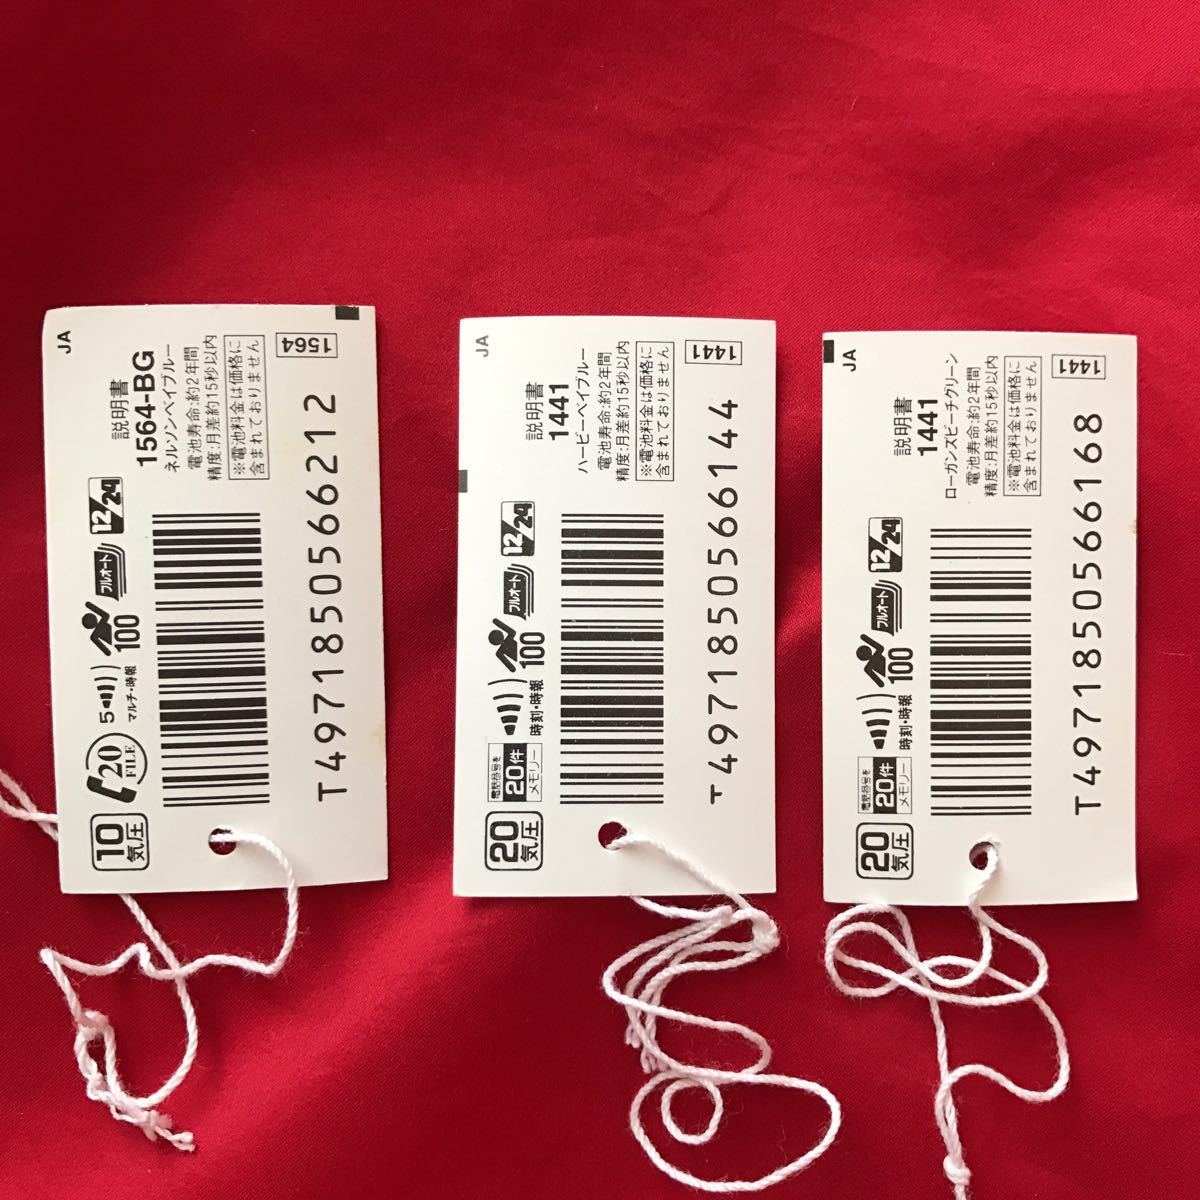 JA
説明書
1564-BG
ネルソンベイブルー
電池寿命:約2年間
精度:月差約15秒以内
※電池料金は価格に
含まれておりません
1564
10
気圧
20
FILE
5
マルチ・時報
100
フルオート
12/24
T4971850566212
JA
説明書
1441
ハービーベイブルー
電池寿命:約2年間
精度:月差約15秒以内
※電池料金は価格に
含まれておりません
1441
20
気圧
電話番号を
20件
メモリー
時刻・時報
100
フルオート
12/24
T4971850566144
JA
説明書
1441
ローガンズビーチグリーン
電池寿命:約2年間
精度:月差約15秒以内
※電池料金は価格に
含まれておりません
1441
20
気圧
電話番号を
20件
メモリー
時刻・時報
100
フルオート
12/24
T4971850566168